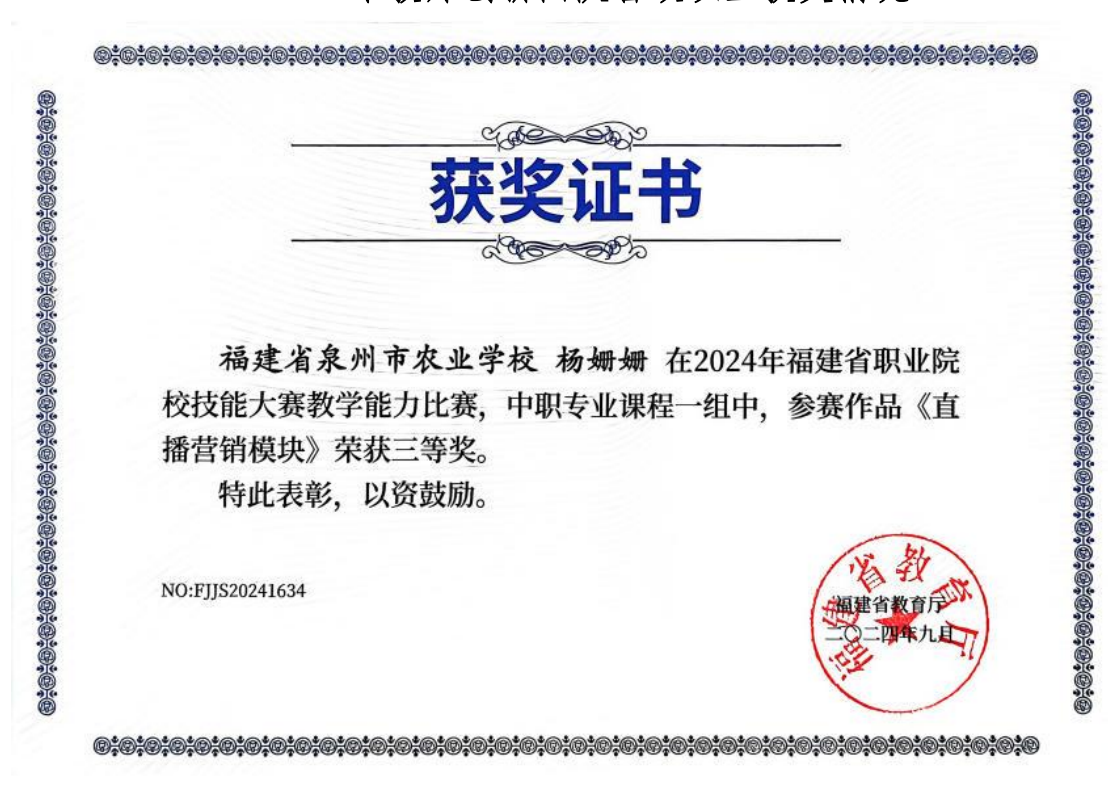 获奖证书
福建省泉州市农业学校 杨姗姗 在2024年福建省职业院
校技能大赛教学能力比赛，中职专业课程一组中，参赛作品《直
播营销模块》荣获三等奖。
特此表彰，以资鼓励。
NO:FJJS20241634
福建省教育厅
福建省教育厅
二〇二四年九月